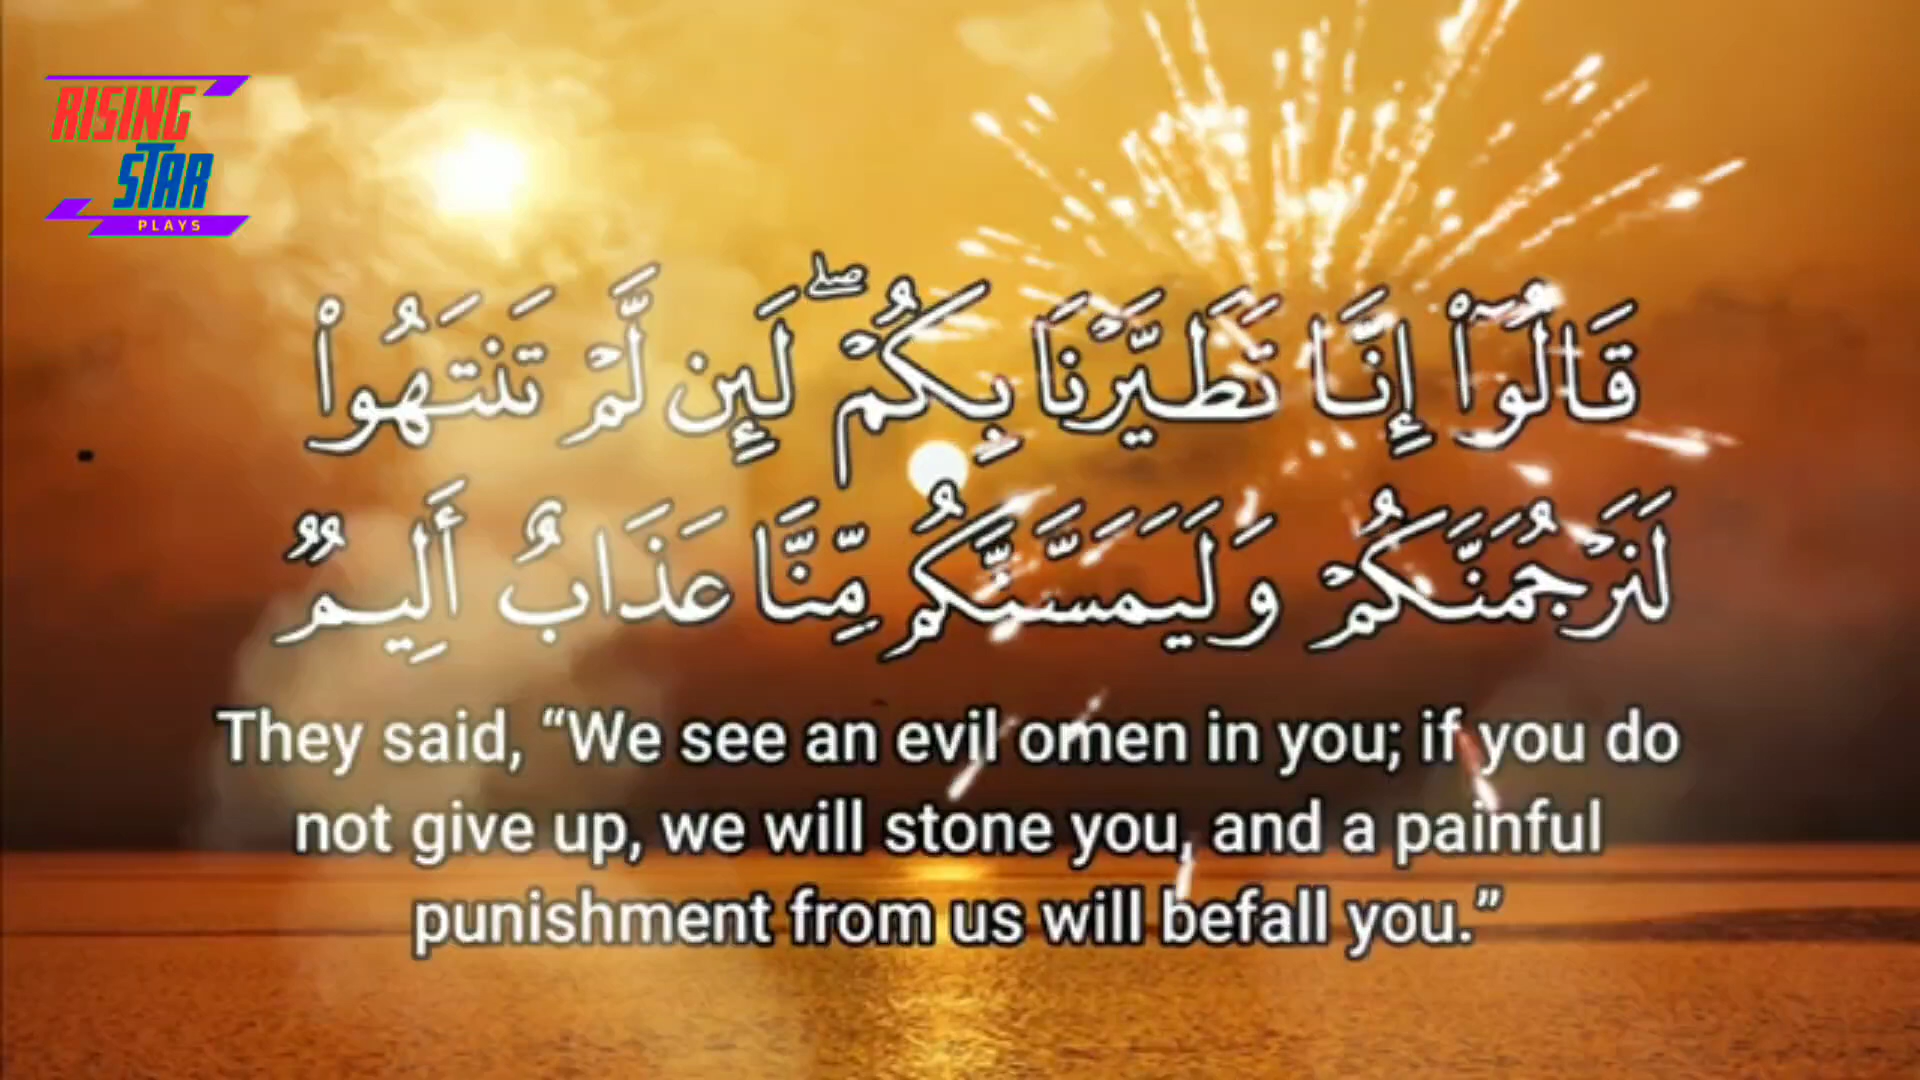 RISING
STAR
PLAYS
قَالُوٓا۟ إِنَّا تَطَيَّرْنَا بِكُمْ ۖ لَئِن لَّمْ تَنتَهُوا۟
لَنَرْجُمَنَّكُمْ وَلَيَمَسَّنَّكُم مِّنَّا عَذَابٌ أَلِيمٌ
They said, “We see an evil omen in you; if you do
not give up, we will stone you, and a painful
punishment from us will befall you.”